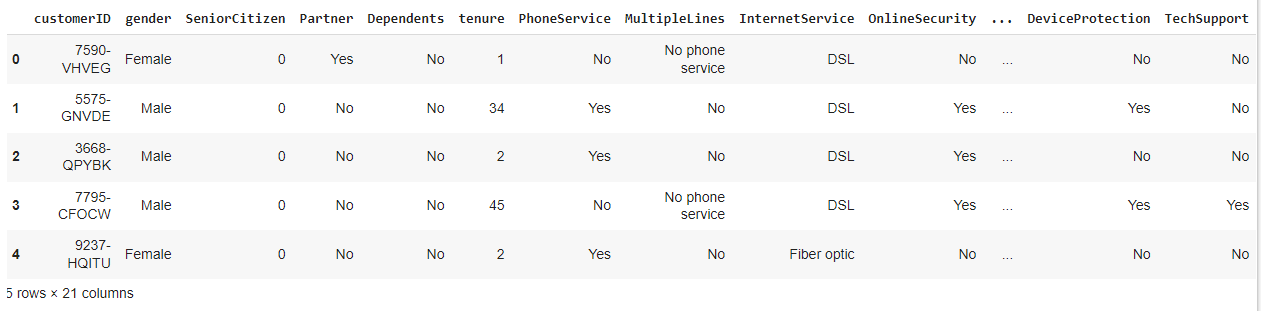 customerID gender SeniorCitizen Partner Dependents tenure PhoneService MultipleLines InternetService OnlineSecurity ... DeviceProtection TechSupport
0 7590-VHVEG Female 0 Yes No 1 No No phone service DSL No ... No No
1 5575-GNVDE Male 0 No No 34 Yes No DSL Yes ... Yes No
2 3668-QPYBK Male 0 No No 2 Yes No DSL Yes ... No No
3 7795-CFOCW Male 0 No No 45 No No phone service DSL Yes ... Yes Yes
4 9237-HQITU Female 0 No No 2 Yes No Fiber optic No ... No No
5 rows × 21 columns